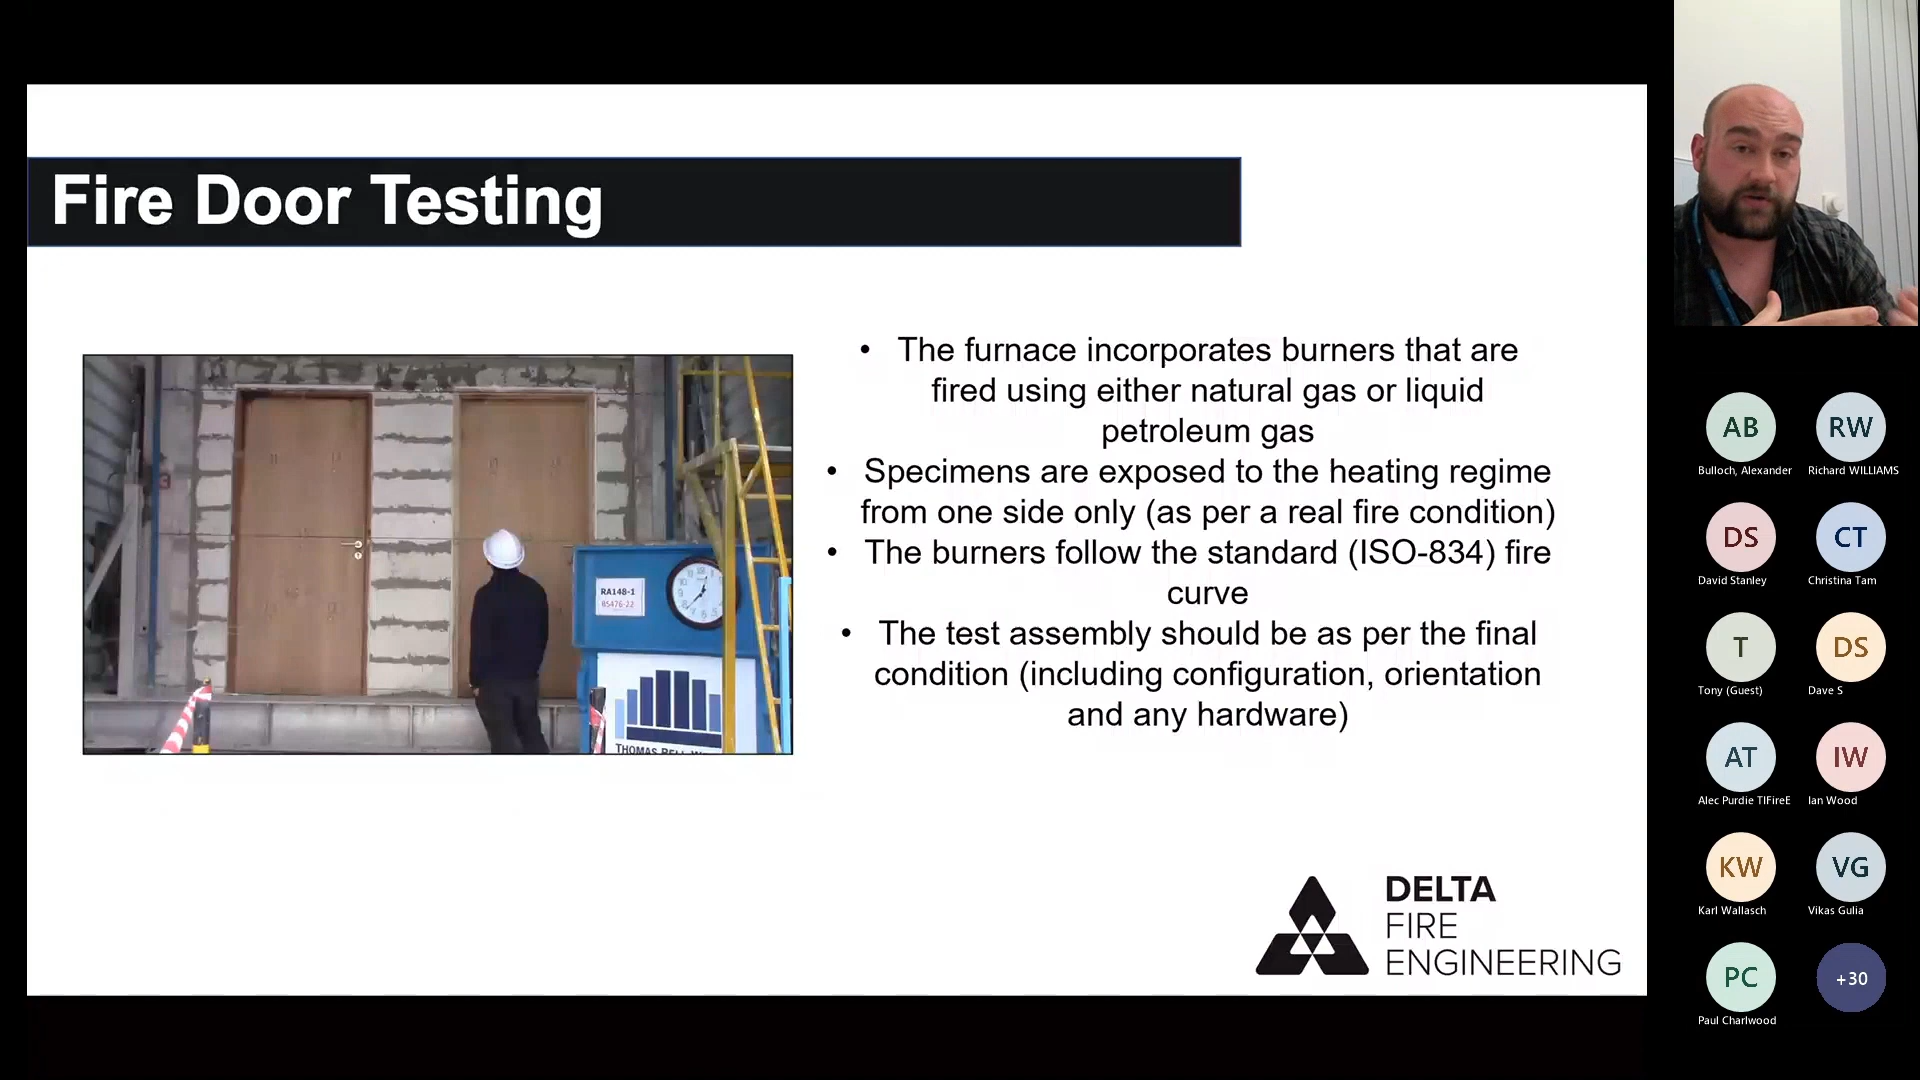 Fire Door Testing
• The furnace incorporates burners that are
fired using either natural gas or liquid
petroleum gas
• Specimens are exposed to the heating regime
from one side only (as per a real fire condition)
• The burners follow the standard (ISO-834) fire
curve
• The test assembly should be as per the final
condition (including configuration, orientation
and any hardware)
RA148-1
BS476-22
THOMAS BELL
DELTA
FIRE
ENGINEERING
AB
RW
Bulloch, Alexander
Richard WILLIAMS
DS
CT
David Stanley
Christina Tam
T
DS
Tony (Guest)
Dave S
AT
IW
Alec Purdie TIFireE
Ian Wood
KW
VG
Karl Wallasch
Vikas Gulia
PC
+30
Paul Charlwood